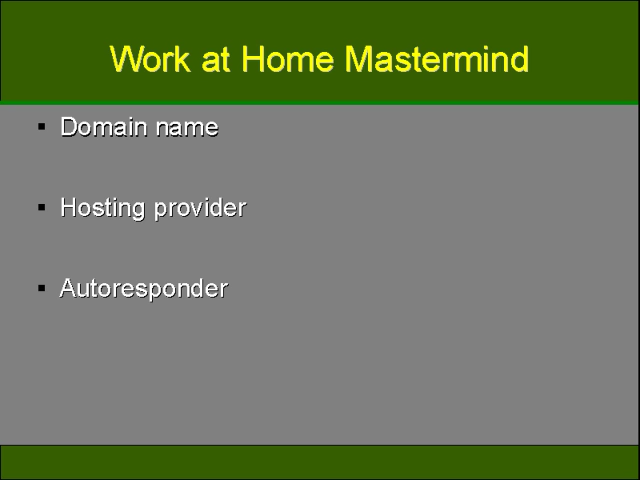 Work at Home Mastermind
▪ Domain name
▪ Hosting provider
▪ Autoresponder